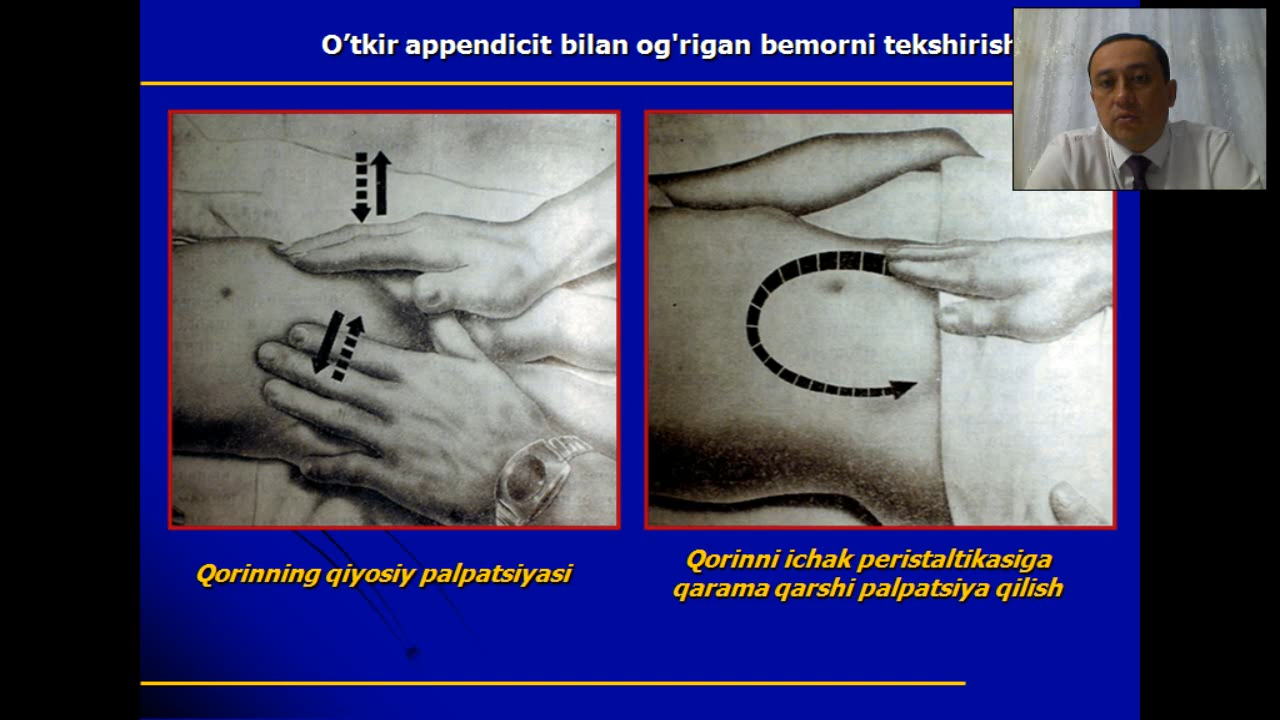 O’tkir appendicit bilan og'rigan bemorni tekshirish
Qorinning qiyosiy palpatsiyasi
Qorinni ichak peristaltikasiga
qarama qarshi palpatsiya qilish